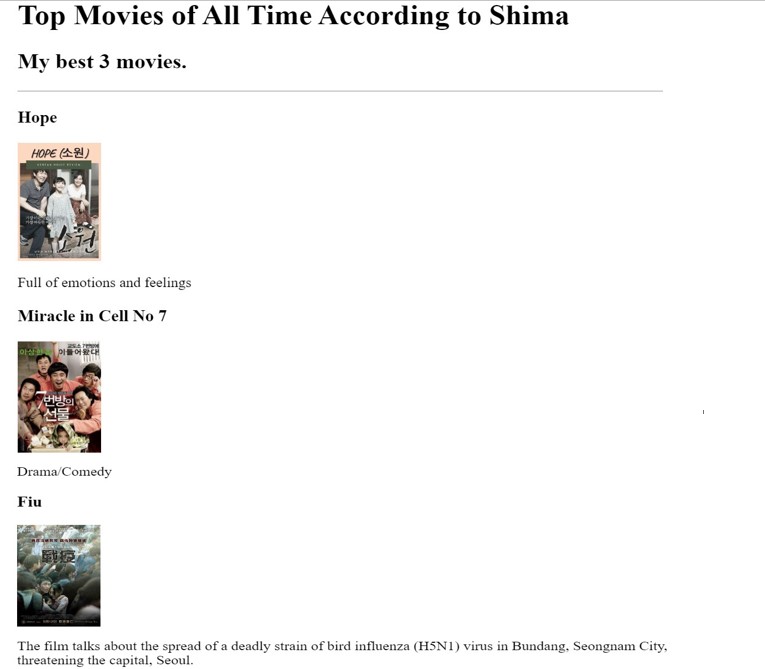 Top Movies of All Time According to Shima
My best 3 movies.
Hope
HOPE (소원)
소원
Full of emotions and feelings
Miracle in Cell No 7
7번방의
선물
Drama/Comedy
Fiu
戰疫
The film talks about the spread of a deadly strain of bird influenza (H5N1) virus in Bundang, Seongnam City,
threatening the capital, Seoul.